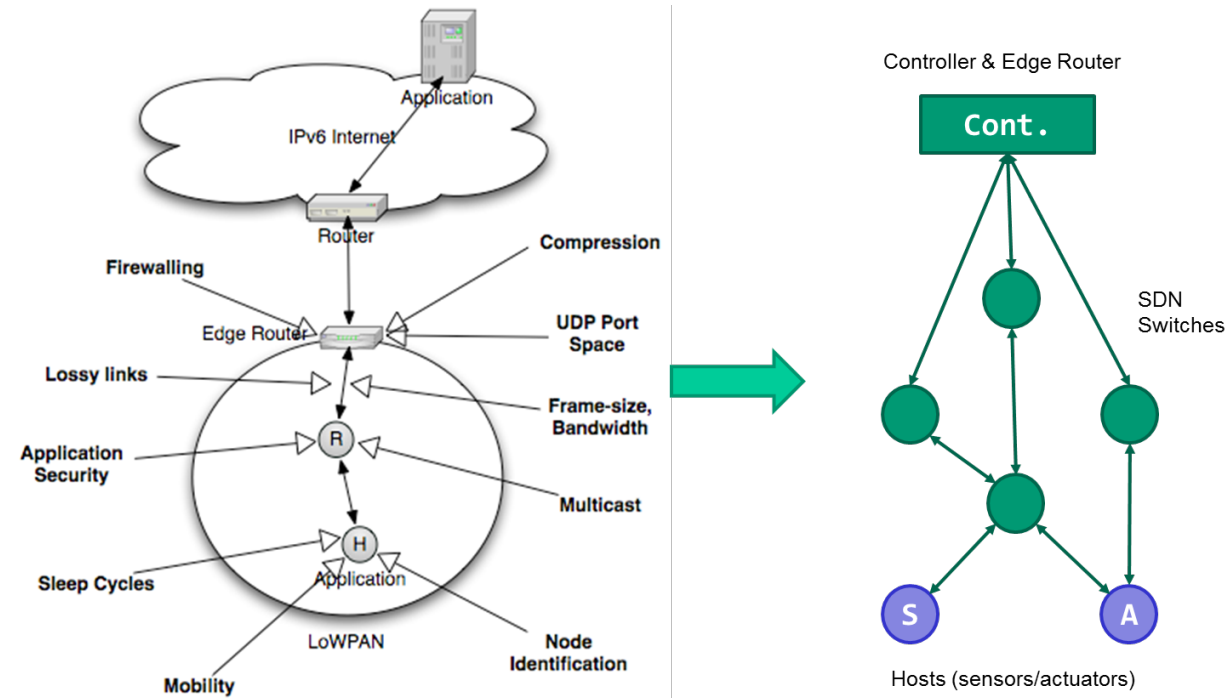 Application
IPv6 Internet
Router
Compression
Firewalling
Edge Router
UDP Port
Space
Lossy links
Frame-size,
Bandwidth
R
Application
Security
Multicast
H
Sleep Cycles
Application
LoWPAN
Node
Identification
Mobility
Controller & Edge Router
Cont.
SDN
Switches
S
A
Hosts (sensors/actuators)